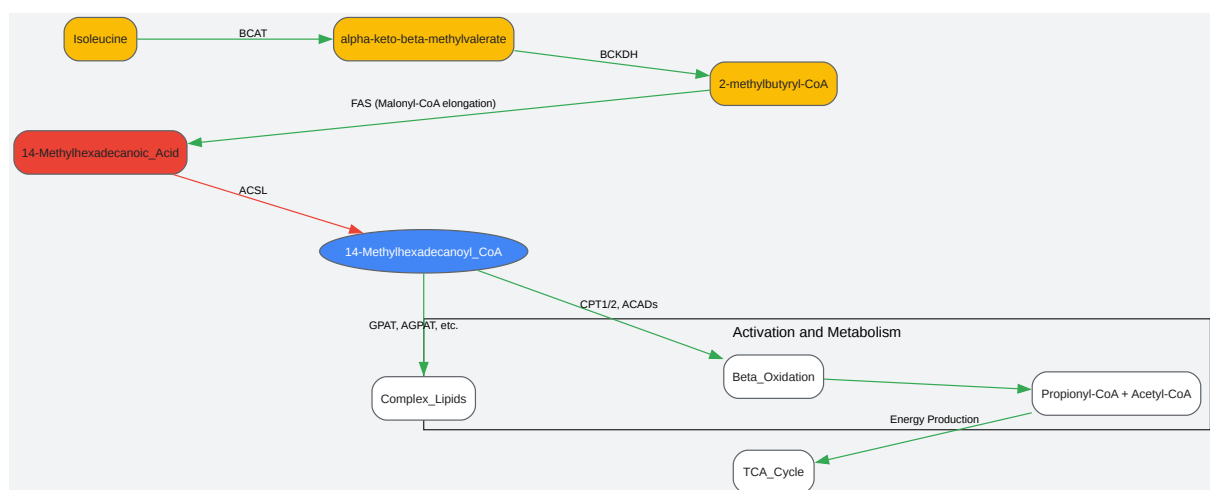 Isoleucine
BCAT
alpha-keto-beta-methylvalerate
BCKDH
2-methylbutyryl-CoA
FAS (Malonyl-CoA elongation)
14-Methylhexadecanoic_Acid
ACSL
14-Methylhexadecanoyl_CoA
CPT1/2, ACADs
GPAT, AGPAT, etc.
Activation and Metabolism
Beta_Oxidation
Complex_Lipids
Propionyl-CoA + Acetyl-CoA
Energy Production
TCA_Cycle